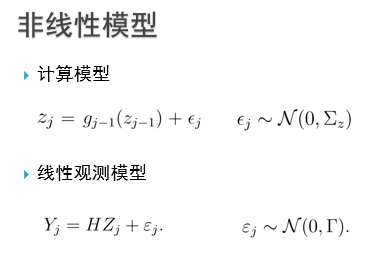 非线性模型
计算模型
z_j = g_{j−1}(z_{j−1}) + ϵ_j    ϵ_j ∼ 𝒩(0, Σ_z)
线性观测模型
Y_j = HZ_j + ε_j.    ε_j ∼ 𝒩(0, Γ).